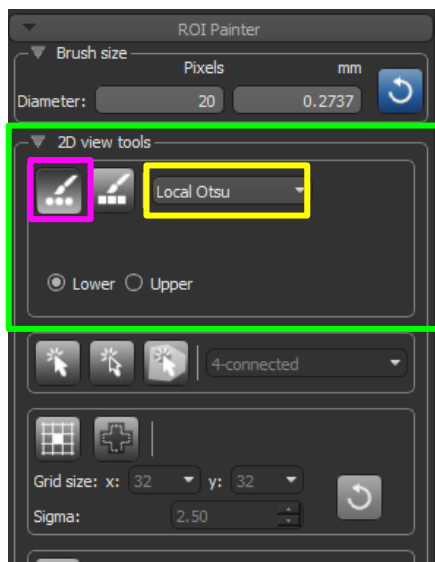 ROI Painter
Brush size
Pixels mm
Diameter: 20 0.2737
2D view tools
Local Otsu
Lower Upper
4-connected
Grid size: x: 32 y: 32
Sigma: 2.50